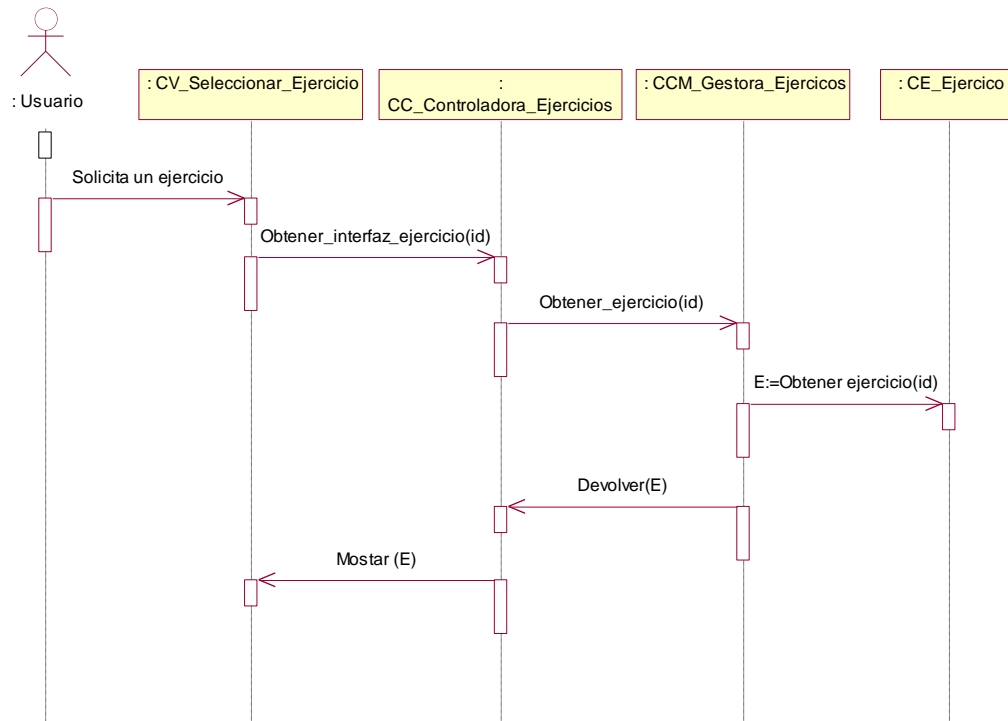 : Usuario
: CV_Seleccionar_Ejercicio
:
CC_Controladora_Ejercicios
: CCM_Gestora_Ejercicos
: CE_Ejercico
Solicita un ejercicio
Obtener_interfaz_ejercicio(id)
Obtener_ejercicio(id)
E:=Obtener ejercicio(id)
Devolver(E)
Mostar (E)